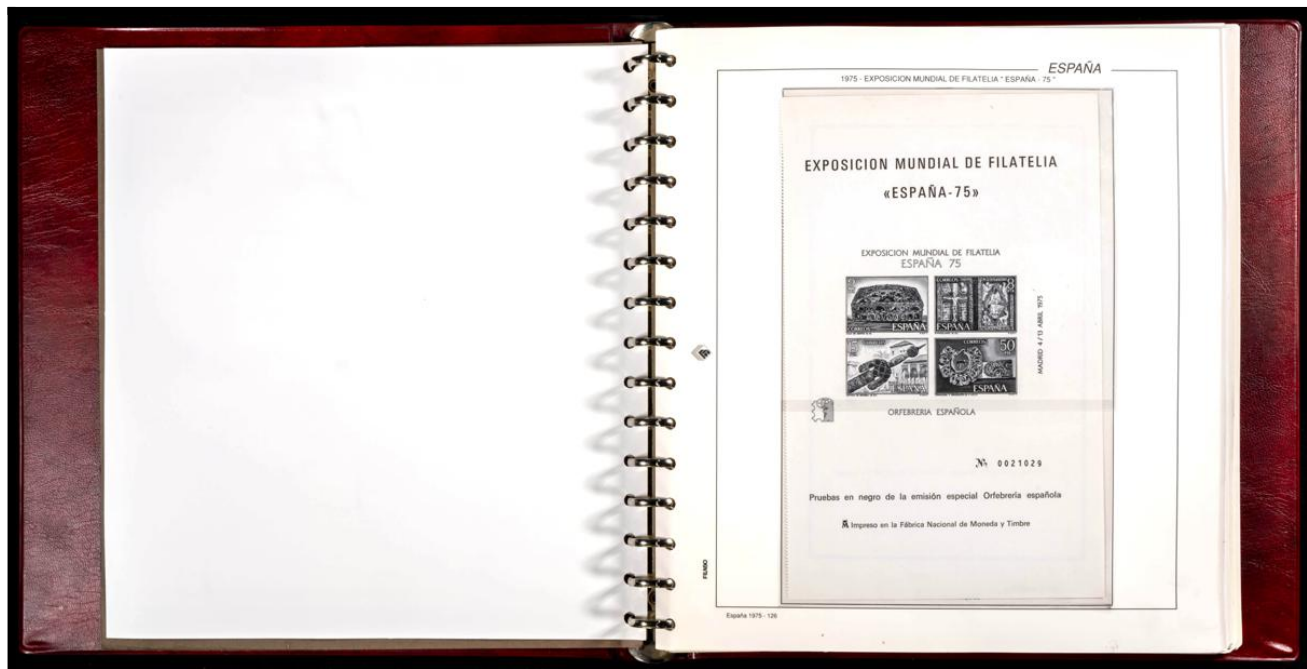 ESPAÑA
1975 - EXPOSICION MUNDIAL DE FILATELIA " ESPAÑA - 75 "
EXPOSICION MUNDIAL DE FILATELIA
«ESPAÑA-75»
EXPOSICION MUNDIAL DE FILATELIA
ESPAÑA 75
ESPAÑA
8
ESPAÑA
ESPAÑA
50
ESPAÑA
MADRID 4/13 ABRIL 1975
ORFEBRERIA ESPAÑOLA
Nº 0021029
Pruebas en negro de la emisión especial Orfebrería española
Impreso en la Fábrica Nacional de Moneda y Timbre
FILABO
España 1975 - 126